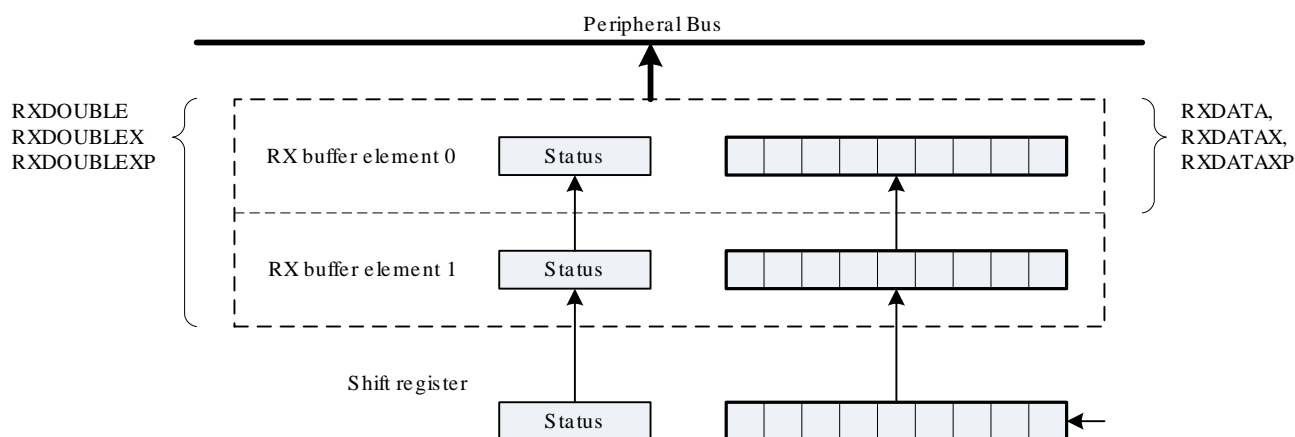 Peripheral Bus
RXDOUBLE
RXDOUBLEX
RXDOUBLEXP
RXDATA,
RXDATAX,
RXDATAXP
RX buffer element 0
Status
RX buffer element 1
Status
Shift register
Status